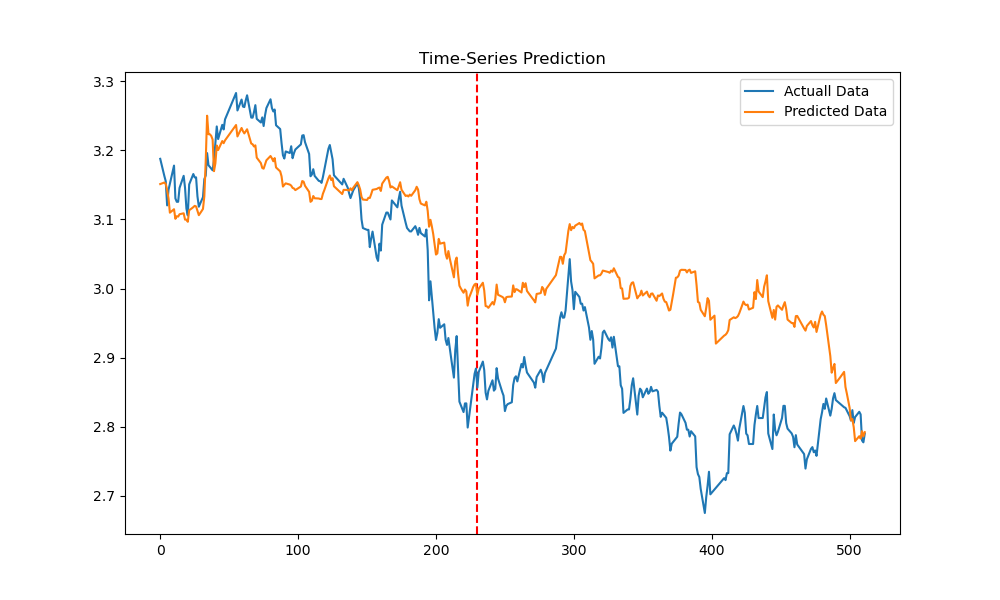 Time-Series Prediction
Actuall Data
Predicted Data
3.3
3.2
3.1
3.0
2.9
2.8
2.7
0 100 200 300 400 500